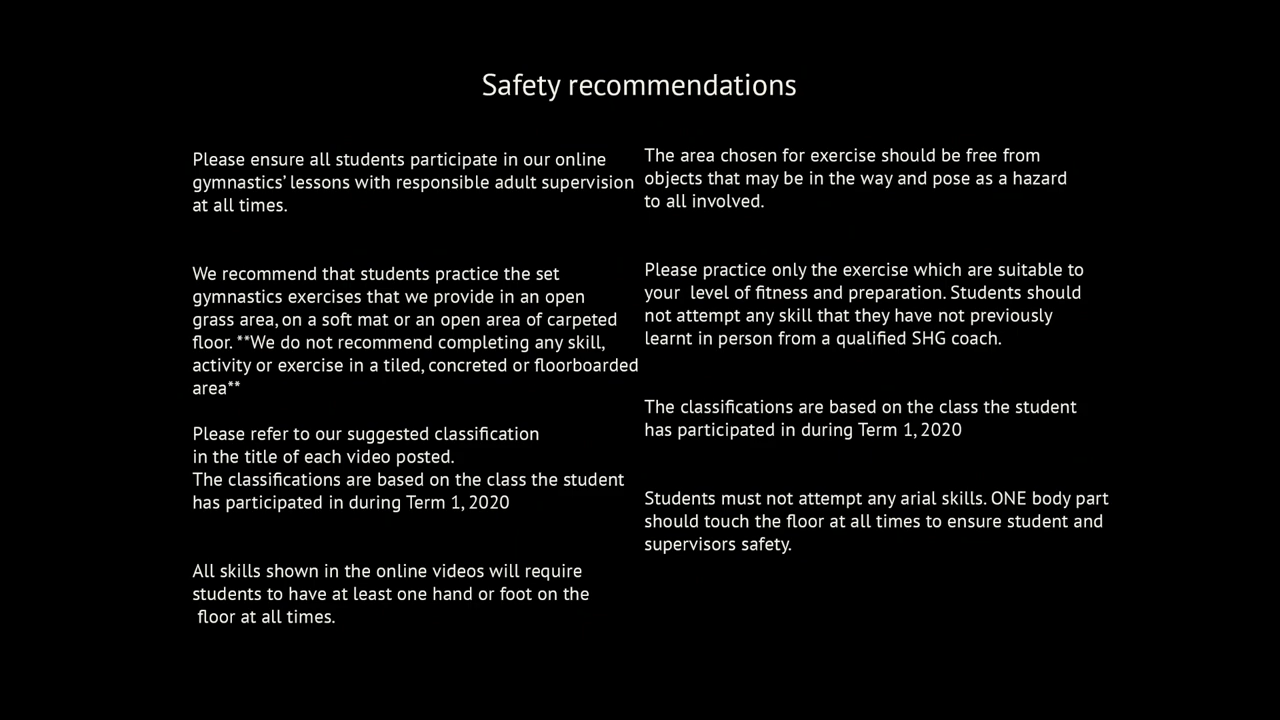 Safety recommendations
Please ensure all students participate in our online
gymnastics’ lessons with responsible adult supervision
at all times.
We recommend that students practice the set
gymnastics exercises that we provide in an open
grass area, on a soft mat or an open area of carpeted
floor. **We do not recommend completing any skill,
activity or exercise in a tiled, concreted or floorboarded
area**
Please refer to our suggested classification
in the title of each video posted.
The classifications are based on the class the student
has participated in during Term 1, 2020
All skills shown in the online videos will require
students to have at least one hand or foot on the
floor at all times.
The area chosen for exercise should be free from
objects that may be in the way and pose as a hazard
to all involved.
Please practice only the exercise which are suitable to
your  level of fitness and preparation. Students should
not attempt any skill that they have not previously
learnt in person from a qualified SHG coach.
The classifications are based on the class the student
has participated in during Term 1, 2020
Students must not attempt any arial skills. ONE body part
should touch the floor at all times to ensure student and
supervisors safety.